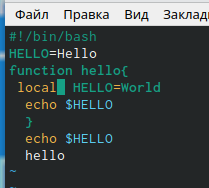 Файл Правка Вид Заклад
#!/bin/bash
HELLO=Hello
function hello{
 local HELLO=World
  echo $HELLO
  }
  echo $HELLO
  hello
~
~